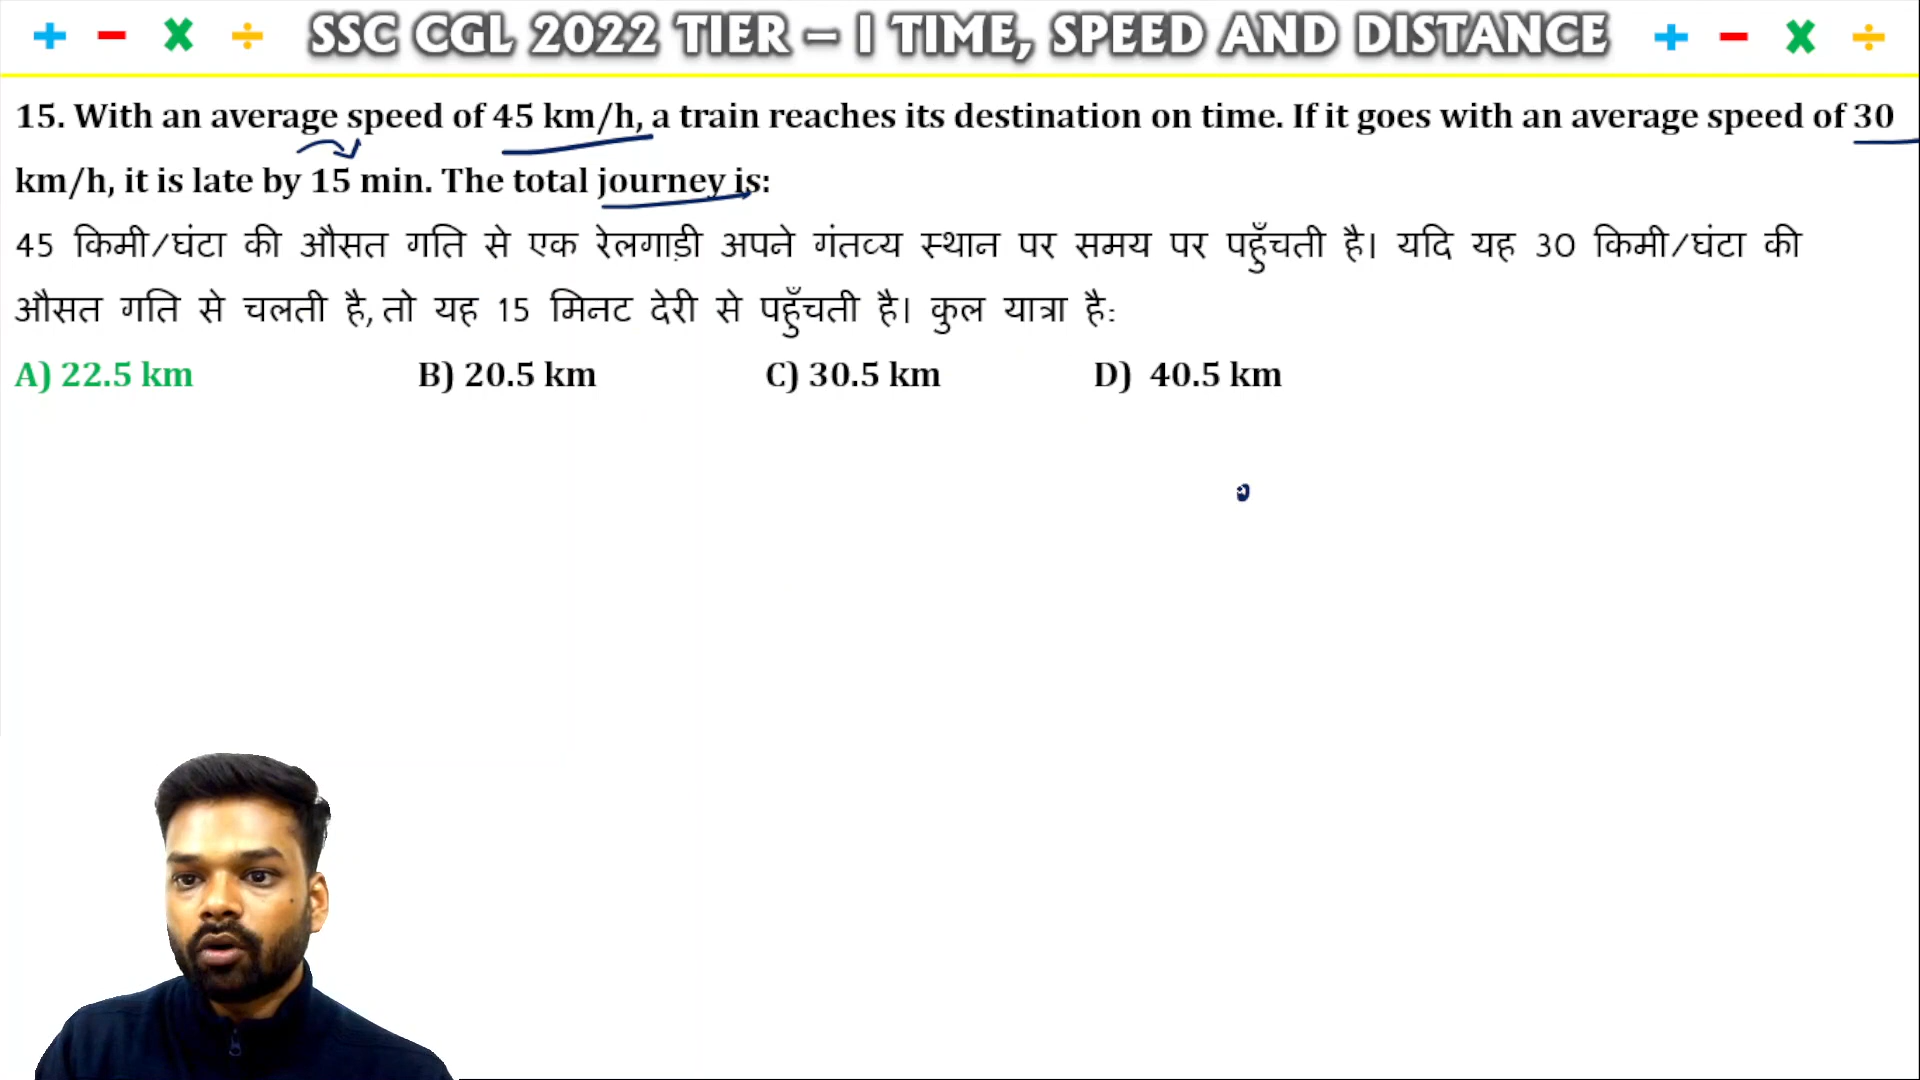 SSC CGL 2022 TIER – I TIME, SPEED AND DISTANCE
15. With an average speed of 45 km/h, a train reaches its destination on time. If it goes with an average speed of 30
km/h, it is late by 15 min. The total journey is:
45 किमी/घंटा की औसत गति से एक रेलगाड़ी अपने गंतव्य स्थान पर समय पर पहुँचती है। यदि यह 30 किमी/घंटा की
औसत गति से चलती है, तो यह 15 मिनट देरी से पहुँचती है। कुल यात्रा है:
A) 22.5 km B) 20.5 km C) 30.5 km D) 40.5 km